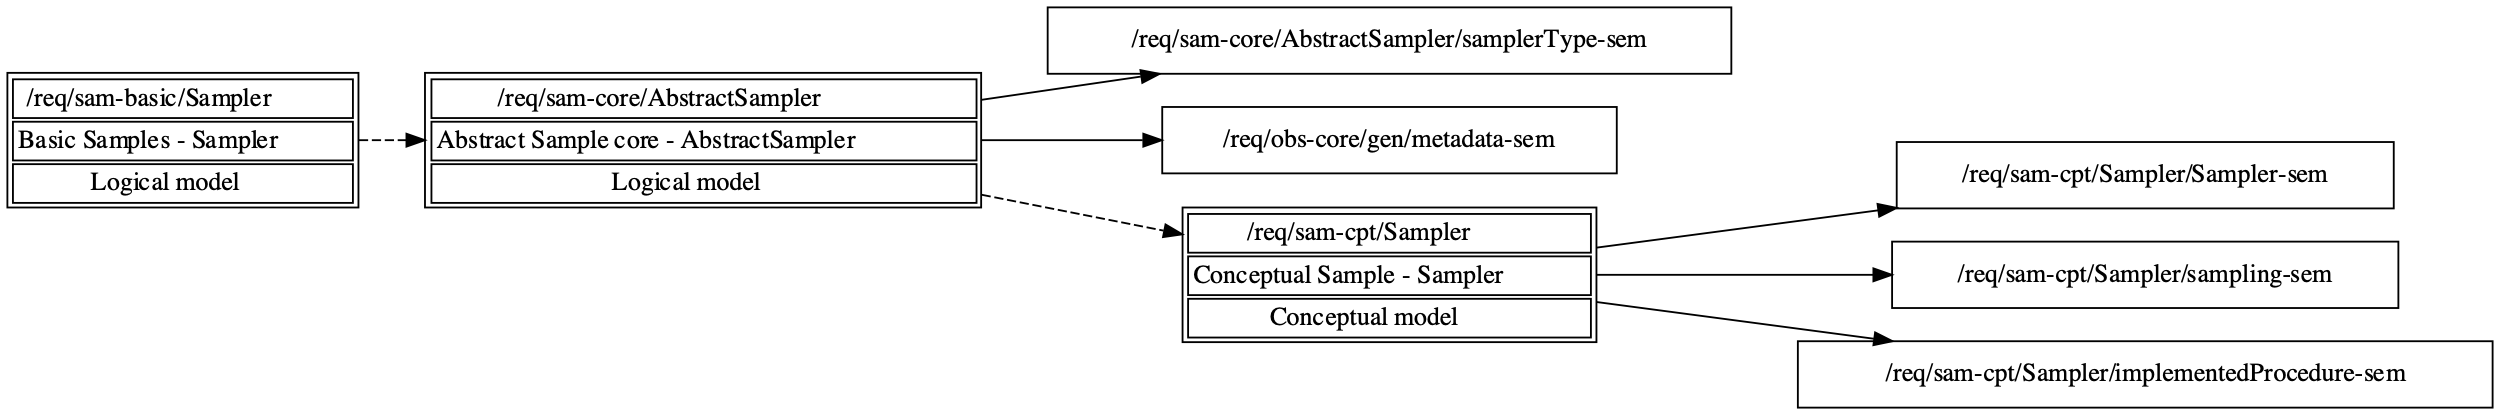 /req/sam-basic/Sampler
Basic Samples - Sampler
Logical model
/req/sam-core/AbstractSampler
Abstract Sample core - AbstractSampler
Logical model
/req/sam-core/AbstractSampler/samplerType-sem
/req/obs-core/gen/metadata-sem
/req/sam-cpt/Sampler
Conceptual Sample - Sampler
Conceptual model
/req/sam-cpt/Sampler/Sampler-sem
/req/sam-cpt/Sampler/sampling-sem
/req/sam-cpt/Sampler/implementedProcedure-sem